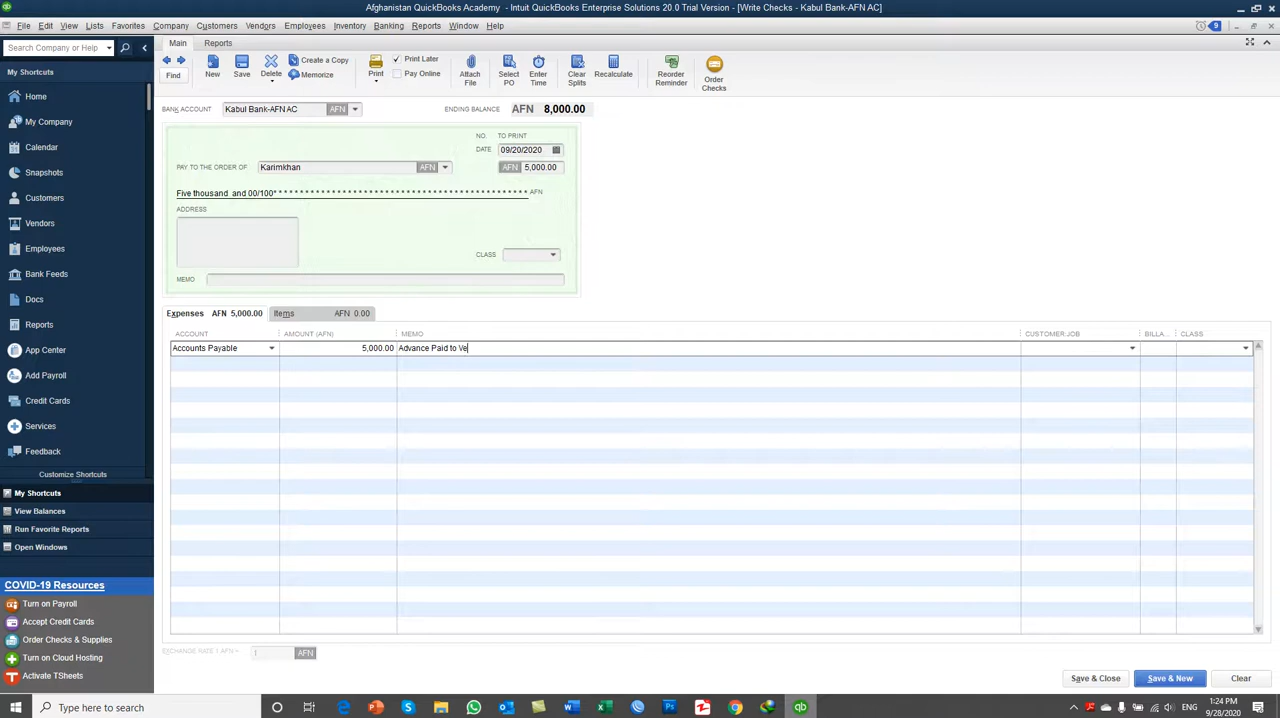 Afghanistan QuickBooks Academy - Intuit QuickBooks Enterprise Solutions 20.0 Trial Version - [Write Checks - Kabul Bank-AFN AC]
File Edit View Lists Favorites Company Customers Vendors Employees Inventory Banking Reports Window Help 9
Search Company or Help
My Shortcuts
Home
My Company
Calendar
Snapshots
Customers
Vendors
Employees
Bank Feeds
Docs
Reports
App Center
Add Payroll
Credit Cards
Services
Feedback
Customize Shortcuts
My Shortcuts
View Balances
Run Favorite Reports
Open Windows
COVID-19 Resources
Turn on Payroll
Accept Credit Cards
Order Checks & Supplies
Turn on Cloud Hosting
Activate TSheets
Main Reports
Find New Save Delete Create a Copy Memorize Print Print Later Pay Online Attach File Select PO Enter Time Clear Splits Recalculate Reorder Reminder Order Checks
BANK ACCOUNT Kabul Bank-AFN AC AFN ENDING BALANCE AFN 8,000.00
NO. TO PRINT
DATE 09/20/2020
PAY TO THE ORDER OF Karimkhan AFN AFN 5,000.00
Five thousand and 00/100* * * * * * * * * * * * * * * * * * * * * * * * * * * * * * * * * * * * * * * AFN
ADDRESS
CLASS
MEMO
Expenses AFN 5,000.00 Items AFN 0.00
ACCOUNT AMOUNT (AFN) MEMO CUSTOMER:JOB BILLA... CLASS
Accounts Payable 5,000.00 Advance Paid to Ve
EXCHANGE RATE 1 AFN = 1 AFN
Save & Close Save & New Clear
Type here to search
ENG 1:24 PM
9/28/2020